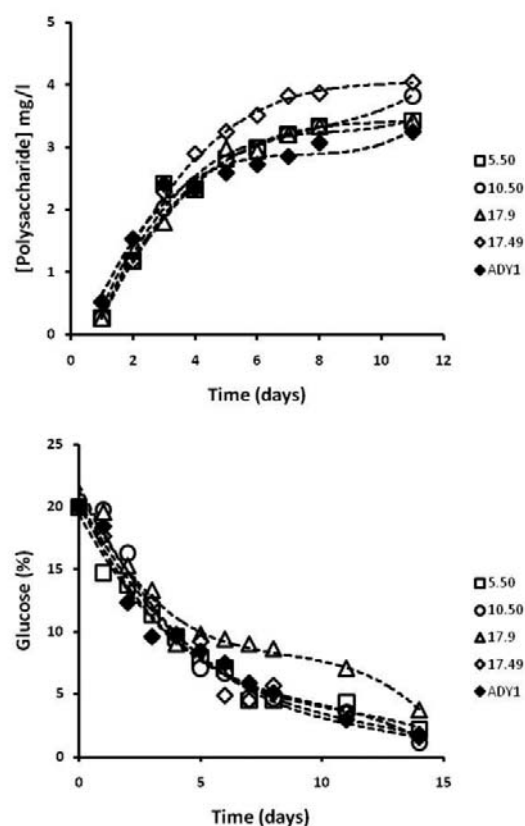 5
4
3
2
1
0
[Polysaccharide] mg/l
0 2 4 6 8 10 12
Time (days)
5.50
10.50
17.9
17.49
ADY1
25
20
15
10
5
0
Glucose (%)
0 5 10 15
Time (days)
5.50
10.50
17.9
17.49
ADY1